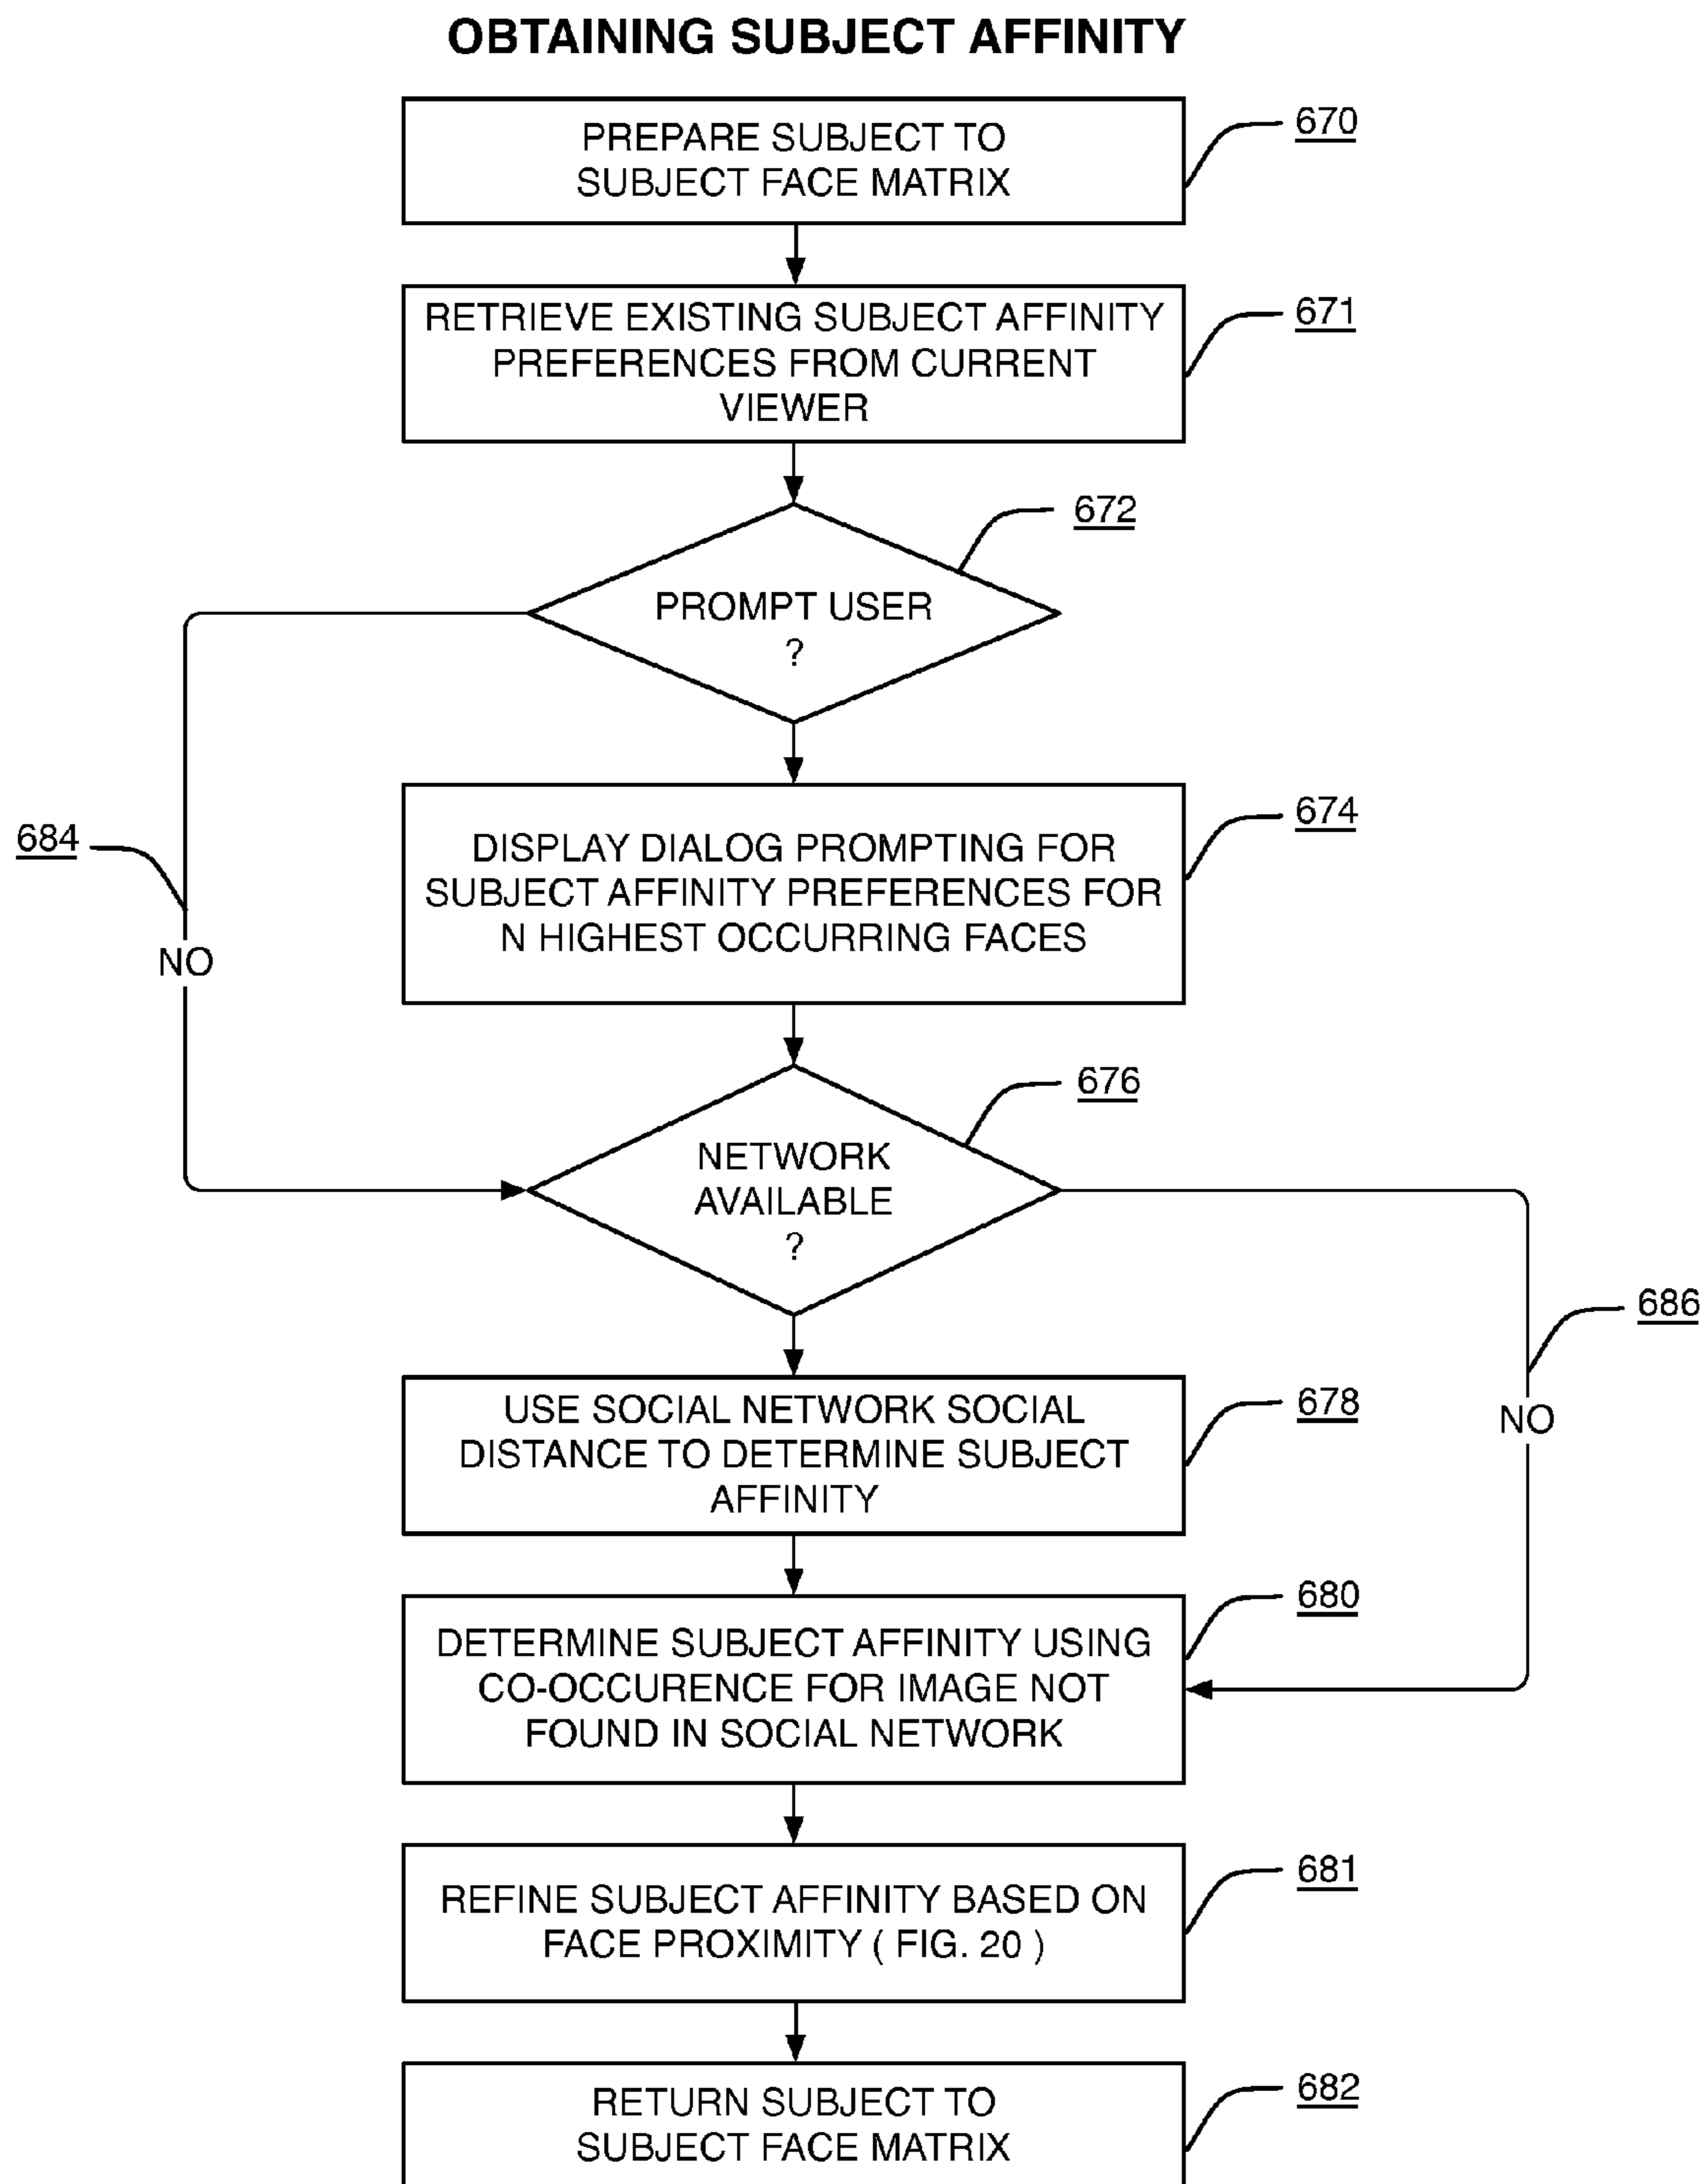 OBTAINING SUBJECT AFFINITY
PREPARE SUBJECT TO
SUBJECT FACE MATRIX
670
RETRIEVE EXISTING SUBJECT AFFINITY
PREFERENCES FROM CURRENT
VIEWER
671
672
PROMPT USER
?
DISPLAY DIALOG PROMPTING FOR
SUBJECT AFFINITY PREFERENCES FOR
N HIGHEST OCCURRING FACES
674
684
NO
676
NETWORK
AVAILABLE
?
686
NO
USE SOCIAL NETWORK SOCIAL
DISTANCE TO DETERMINE SUBJECT
AFFINITY
678
DETERMINE SUBJECT AFFINITY USING
CO-OCCURENCE FOR IMAGE NOT
FOUND IN SOCIAL NETWORK
680
REFINE SUBJECT AFFINITY BASED ON
FACE PROXIMITY ( FIG. 20 )
681
RETURN SUBJECT TO
SUBJECT FACE MATRIX
682